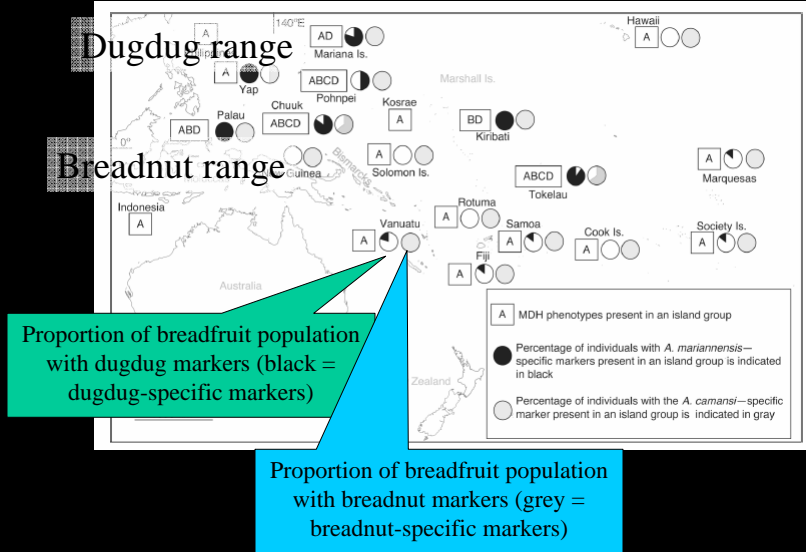 Hawaii
A
140°E
AD
Mariana Is.
Dugdug range
Philippines
A
A
Yap
ABCD
Pohnpei
Marshall Is.
Palau
ABD
Chuuk
ABCD
Kosrae
A
BD
Kiribati
0°
Breadnut range
New Guinea
Bismarcks
A
Solomon Is.
ABCD
Tokelau
A
Marquesas
Indonesia
A
Rotuma
A
Vanuatu
A
Samoa
A
Cook Is.
A
Society Is.
A
Fiji
A
Australia
Zealand
Proportion of breadfruit population
with dugdug markers (black =
dugdug-specific markers)
A MDH phenotypes present in an island group
Percentage of individuals with A. mariannensis—
specific markers present in an island group is indicated
in black
Percentage of individuals with the A. camansi—specific
marker present in an island group is indicated in gray
Proportion of breadfruit population
with breadnut markers (grey =
breadnut-specific markers)